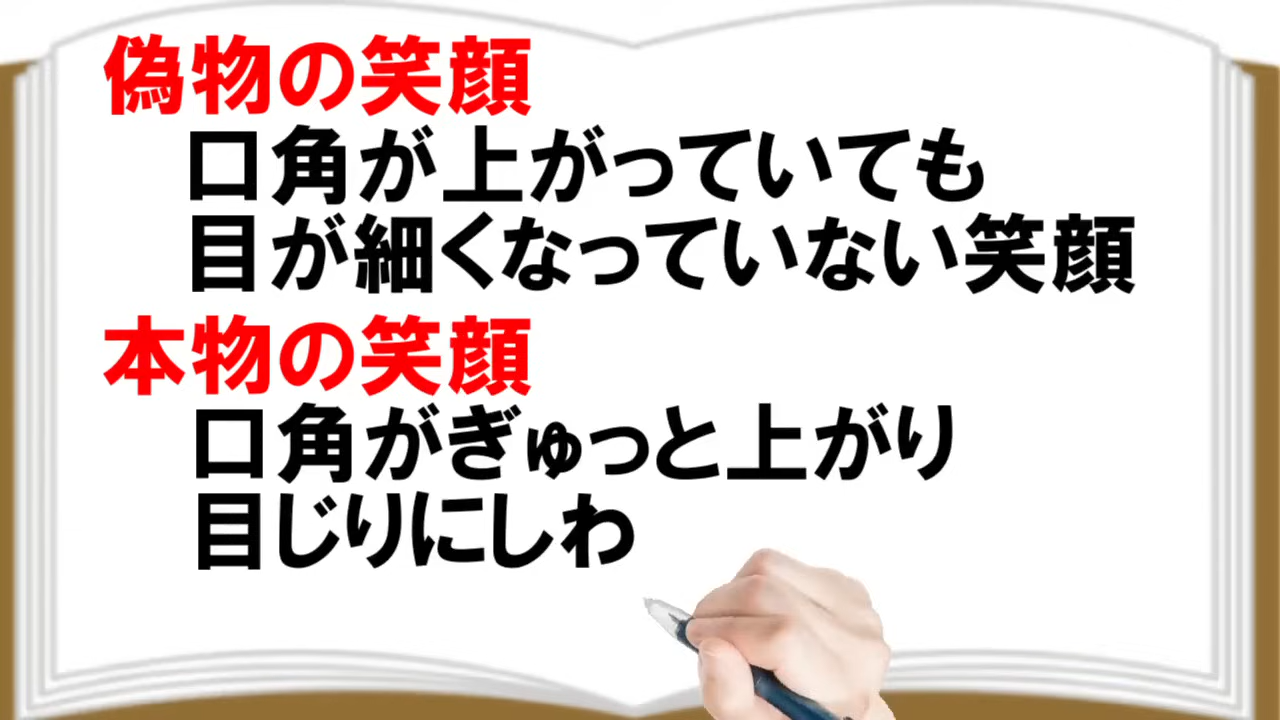 偽物の笑顔
口角が上がっていても
目が細くなっていない笑顔
本物の笑顔
口角がぎゅっと上がり
目じりにしわ